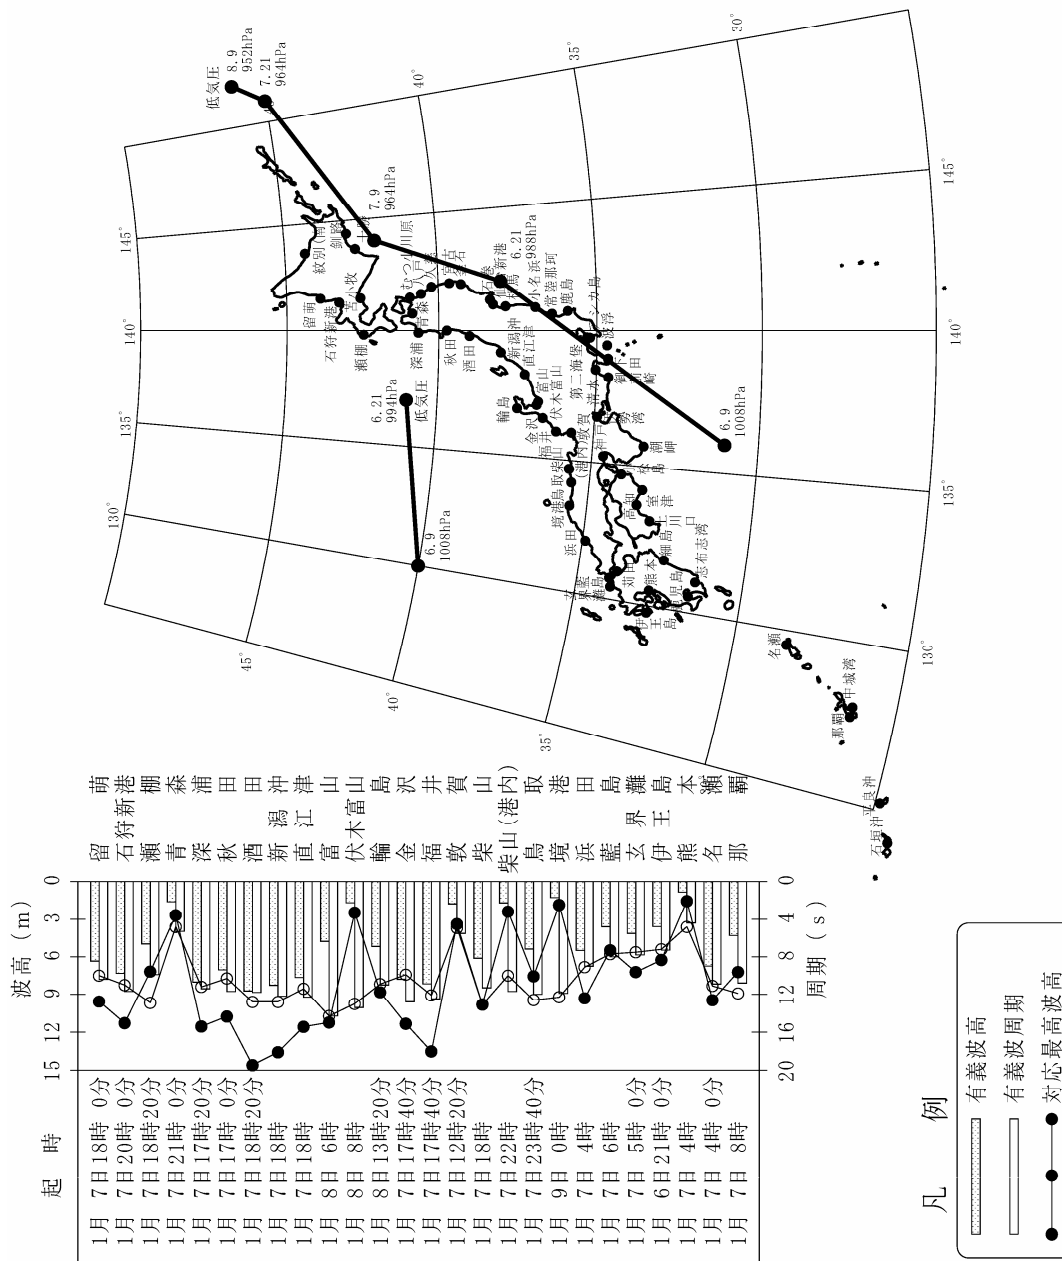 低気圧
8.9
952hPa
7.21
964hPa
7.9
964hPa
6.21
988hPa
6.9
1008hPa
6.21
994hPa
低気圧
6.9
1008hPa
30°
35°
40°
145°
145°
140°
140°
135°
135°
130°
130°
45°
40°
35°
釧路
苫小牧
留萌
石狩新港
瀬棚
青森
深浦
秋田
酒田
新潟沖
直江津
富山
伏木富山
輪島
金沢
福井
敦賀
柴山
(港内)
鳥取
境港
浜田
小名浜
常陸那珂
鹿島
波浮
第二海堡
清水
神戸
潮岬
高知
室津
細島
志布志湾
苅田
熊本
鹿児島
伊王島
名瀬
中城湾
那覇
平良沖
石垣沖
波高 (m)
0
3
6
9
12
15
周期 (s)
0
4
8
12
16
20
起時
留萌 1月 7日 18時 0分
石狩新港 1月 7日 20時 0分
瀬棚 1月 7日 18時 20分
青森 1月 7日 21時 0分
深浦 1月 7日 17時 20分
秋田 1月 7日 17時 0分
酒田 1月 7日 18時 20分
新潟沖 1月 7日 18時
直江津 1月 7日 18時
富山 1月 8日 6時
伏木富山 1月 8日 8時
輪島 1月 8日 13時 20分
金沢 1月 7日 17時 40分
福井 1月 7日 17時 40分
敦賀 1月 7日 12時 20分
柴山 1月 7日 18時
柴山(港内) 1月 7日 22時
鳥取 1月 7日 23時 40分
境港 1月 9日 0時
浜田 1月 7日 4時
藍島 1月 7日 6時
玄界灘 1月 7日 5時 0分
伊王島 1月 6日 21時 0分
熊本 1月 7日 4時
名瀬 1月 7日 4時 0分
那覇 1月 7日 8時
凡例
有義波高
有義波周期
対応最高波高